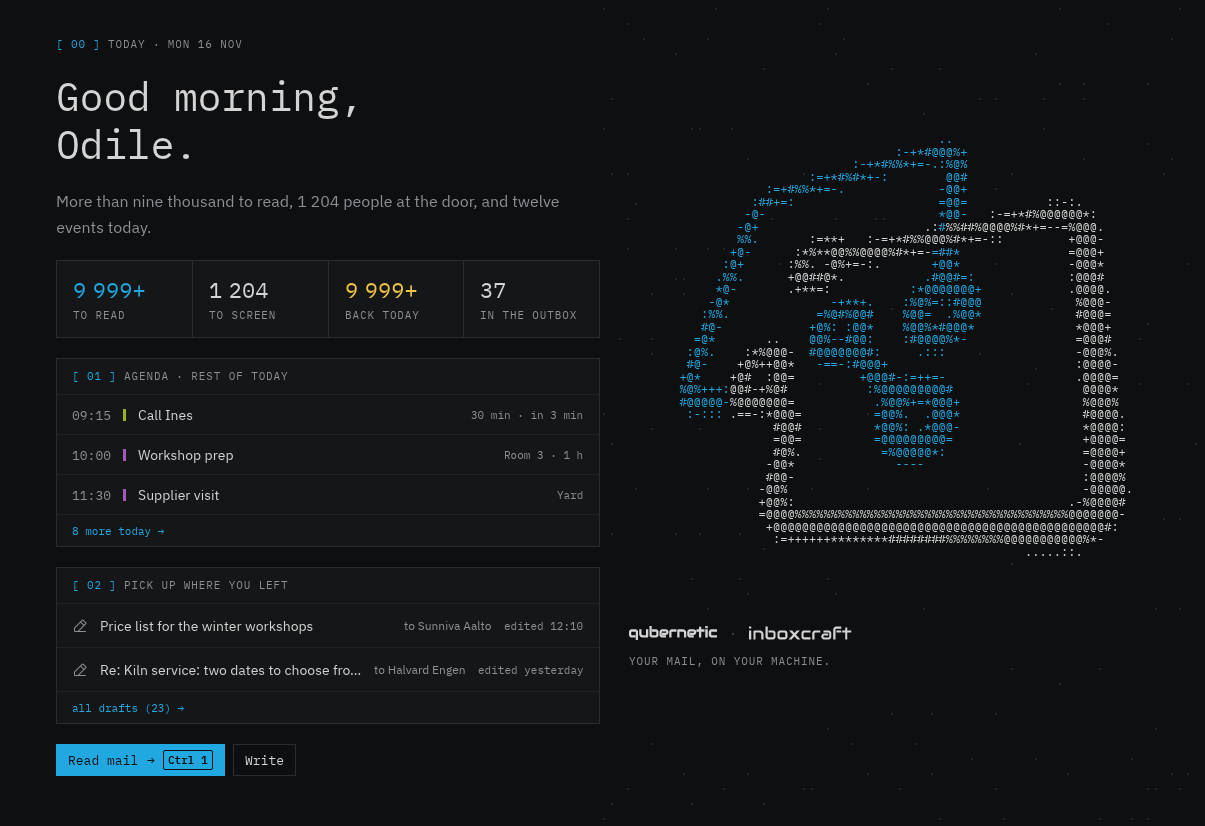 [ 00 ] TODAY · MON 16 NOV
Good morning,
Odile.
More than nine thousand to read, 1 204 people at the door, and twelve
events today.
9 999+
TO READ
1 204
TO SCREEN
9 999+
BACK TODAY
37
IN THE OUTBOX
[ 01 ] AGENDA · REST OF TODAY
09:15 Call Ines 30 min · in 3 min
10:00 Workshop prep Room 3 · 1 h
11:30 Supplier visit Yard
8 more today →
[ 02 ] PICK UP WHERE YOU LEFT
Price list for the winter workshops to Sunniva Aalto edited 12:10
Re: Kiln service: two dates to choose fro… to Halvard Engen edited yesterday
all drafts (23) →
Read mail → Ctrl 1
Write
qubernetic · inboxcraft
YOUR MAIL, ON YOUR MACHINE.